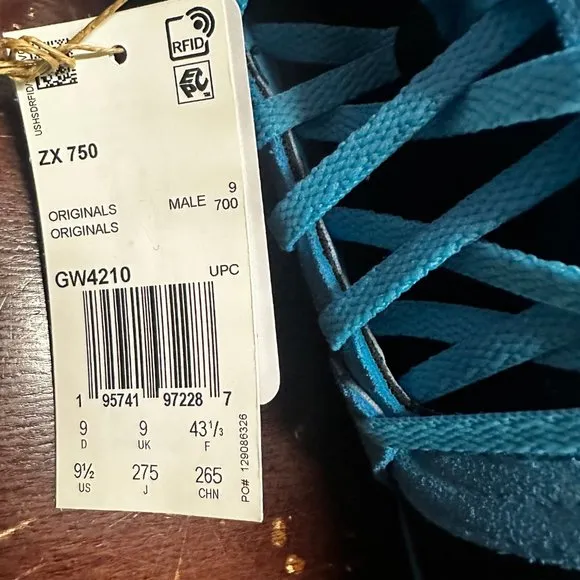 RFID
EPC
ZX 750
9
MALE 700
ORIGINALS
ORIGINALS
GW4210 UPC
1 95741 97228 7
9 9 43 1/3
D UK F
9½ 275 265
US J CHN
PO# 129086326